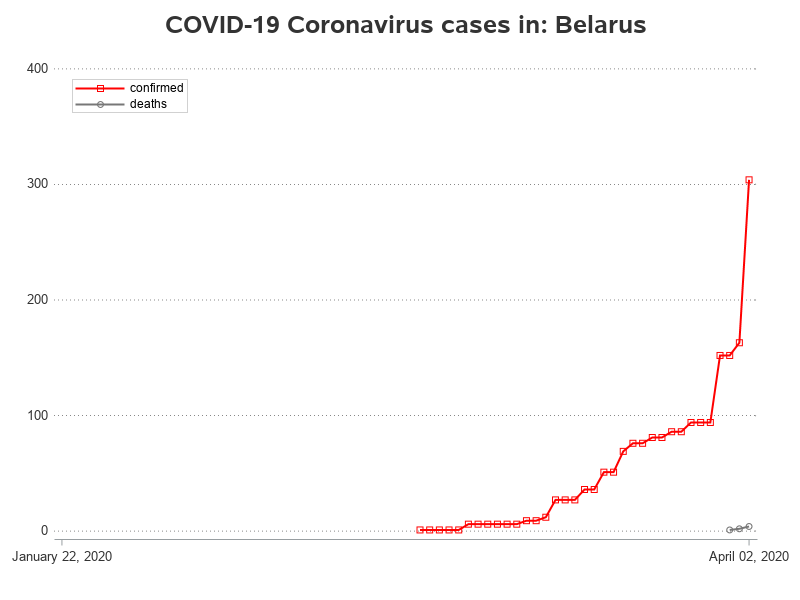 COVID-19 Coronavirus cases in: Belarus
400
confirmed
deaths
300
200
100
0
January 22, 2020
April 02, 2020